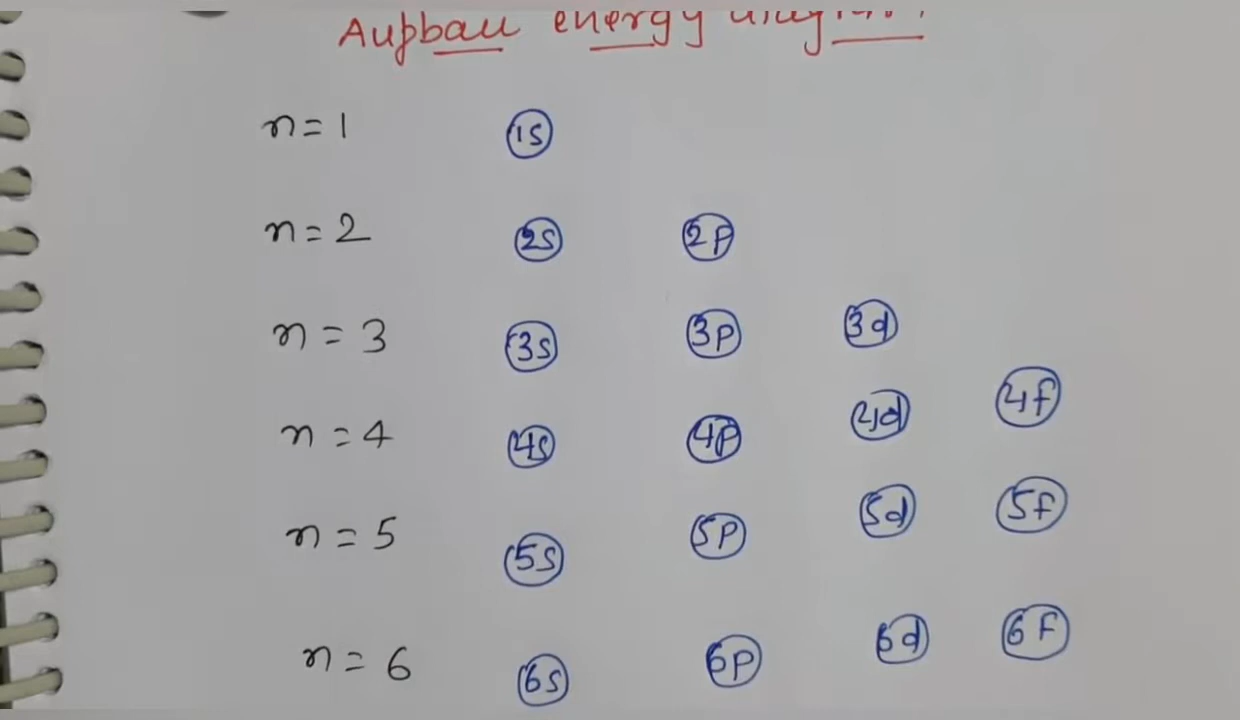 Aufbau energy diagram
n = 1 1s
n = 2 2s 2p
n = 3 3s 3p 3d
n = 4 4s 4p 4d 4f
n = 5 5s 5p 5d 5f
n = 6 6s 6p 6d 6f